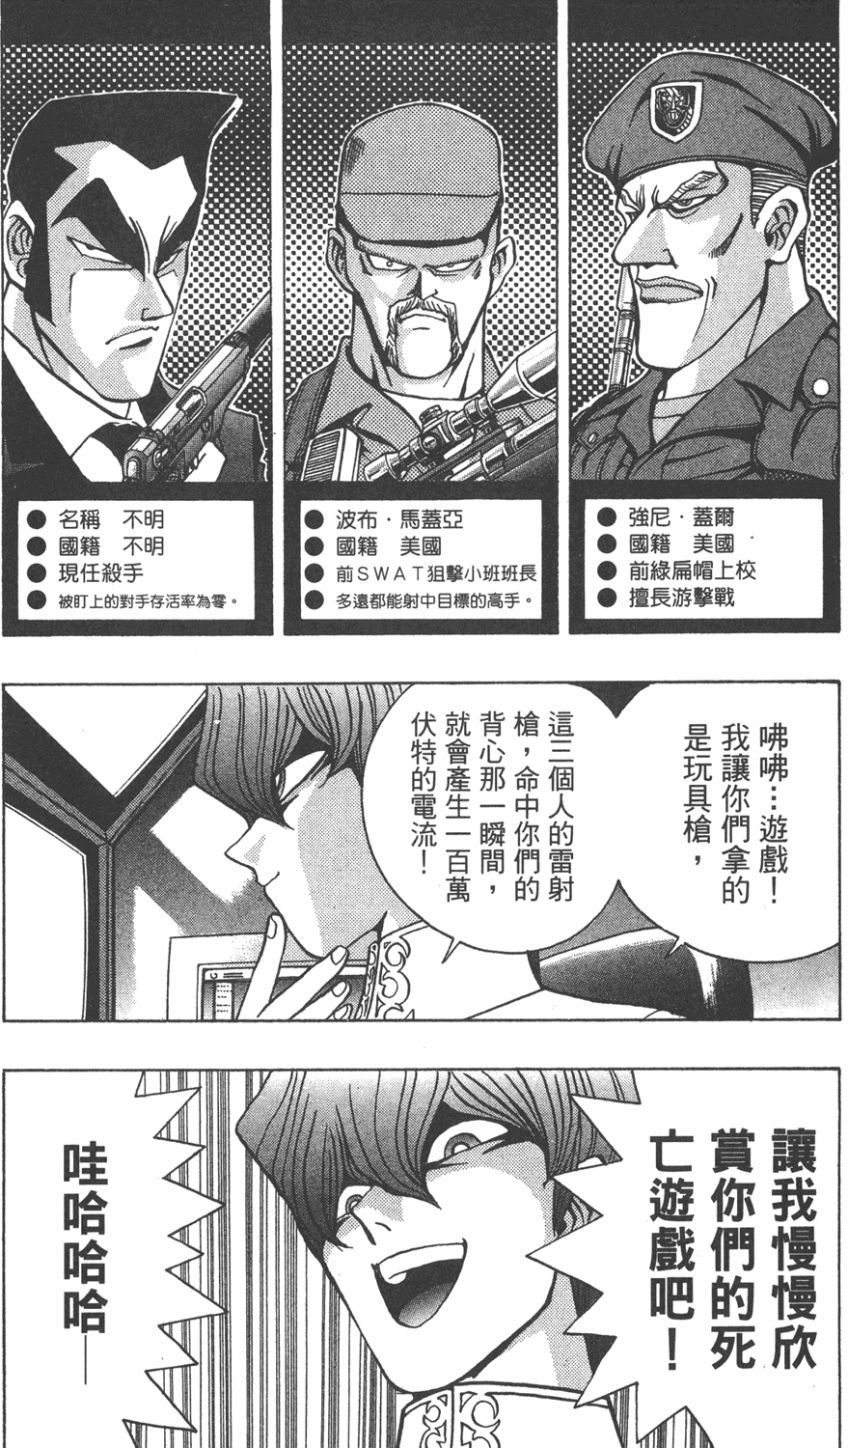 強尼．蓋爾
國籍 美國
前綠扁帽上校
擅長游擊戰
波布．馬蓋亞
國籍 美國
前SWAT狙擊小班班長
多遠都能射中目標的高手。
名稱 不明
國籍 不明
現任殺手
被盯上的對手存活率為零。
咈咈…遊戲！
我讓你們拿的
是玩具槍，
這三個人的雷射
槍，命中你們的
背心那一瞬間，
就會產生一百萬
伏特的電流！
讓我慢慢欣
賞你們的死
亡遊戲吧！
哇哈哈哈—